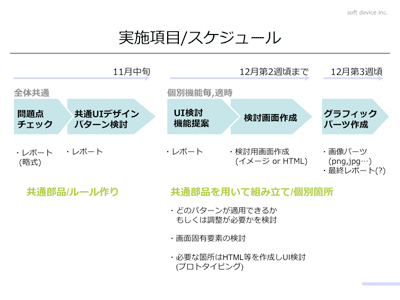 soft device inc.
実施項目/スケジュール
11月中旬
12月第2週頃まで
12月第3週頃
全体共通
個別機能毎,適時
問題点
チェック
共通UIデザイン
パターン検討
UI検討
機能提案
検討画面作成
グラフィック
パーツ作成
・レポート
(略式)
・レポート
・レポート
・検討用画面作成
(イメージ or HTML)
・画像パーツ
(png,jpg…)
・最終レポート(?)
共通部品/ルール作り
共通部品を用いて組み立て/個別箇所
・どのパターンが適用できるか
もしくは調整が必要かを検討
・画面固有要素の検討
・必要な箇所はHTML等を作成しUI検討
(プロトタイピング)